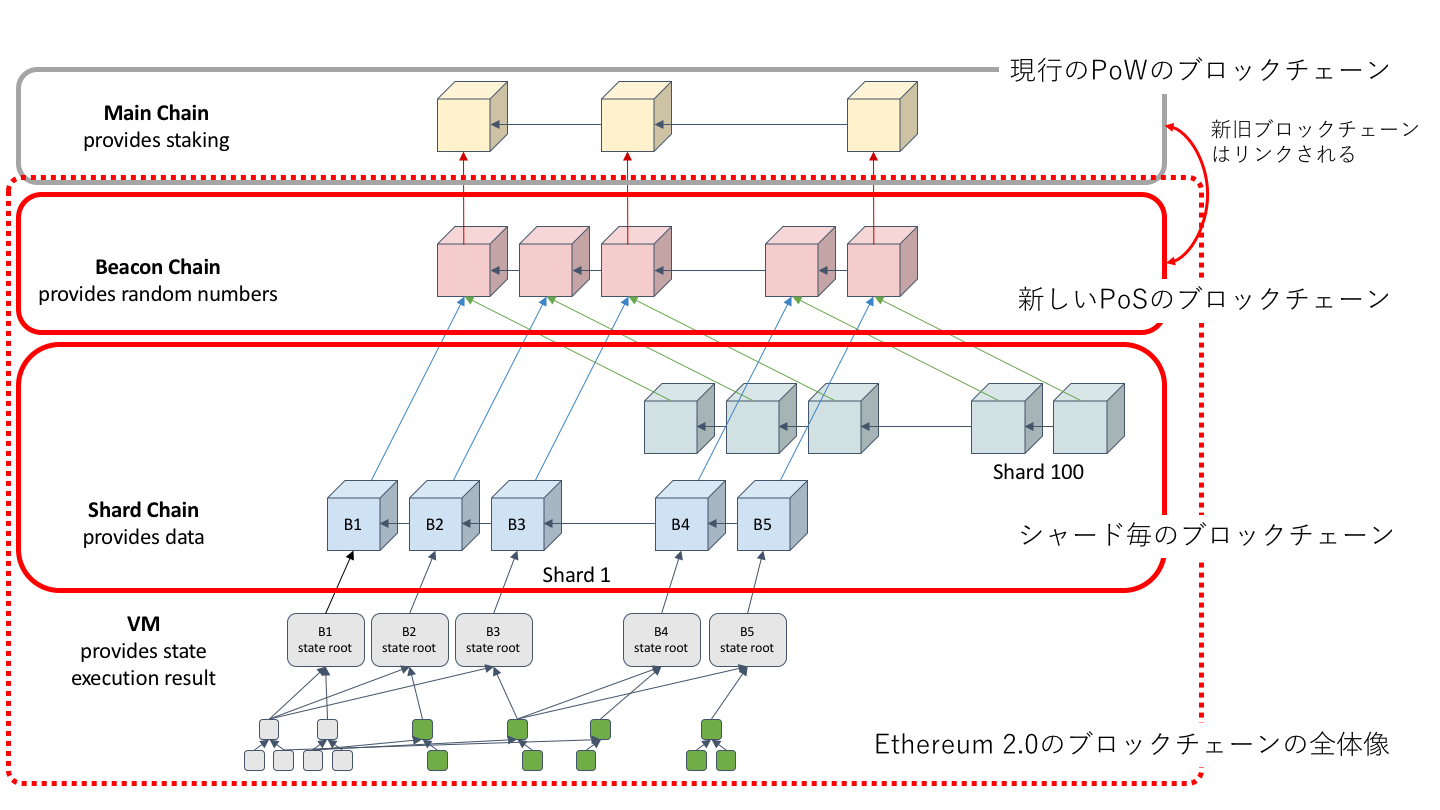 現行のPoWのブロックチェーン
Main Chain
provides staking
新旧ブロックチェーン
はリンクされる
Beacon Chain
provides random numbers
新しいPoSのブロックチェーン
Shard 100
Shard Chain
provides data
B1
B2
B3
B4
B5
シャード毎のブロックチェーン
Shard 1
VM
provides state
execution result
B1
state root
B2
state root
B3
state root
B4
state root
B5
state root
Ethereum 2.0のブロックチェーンの全体像